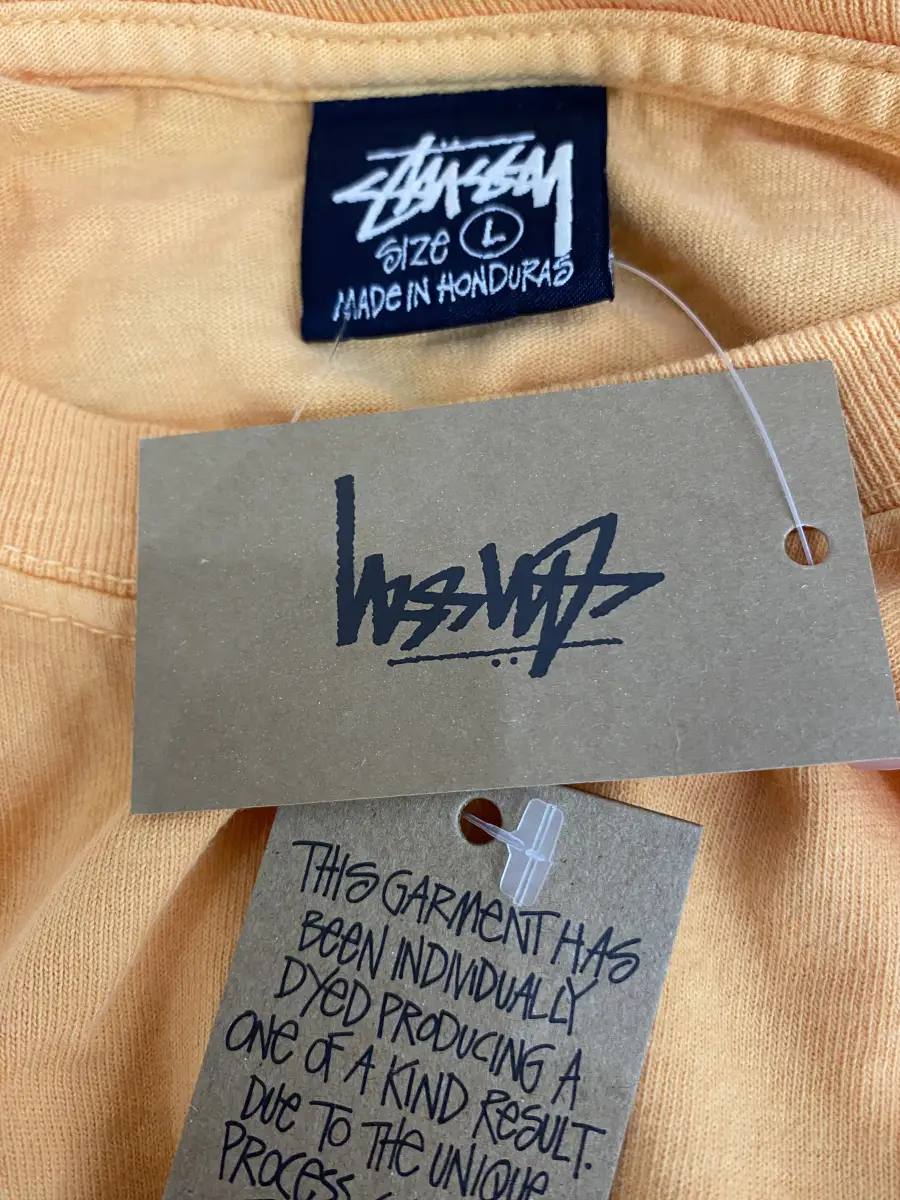 STÜSSY
SIZE L
MADE IN HONDURAS
STÜSSY
THIS GARMENT HAS
BEEN INDIVIDUALLY
DYED PRODUCING A
ONE OF A KIND RESULT.
DUE TO THE UNIQUE
PROCESS